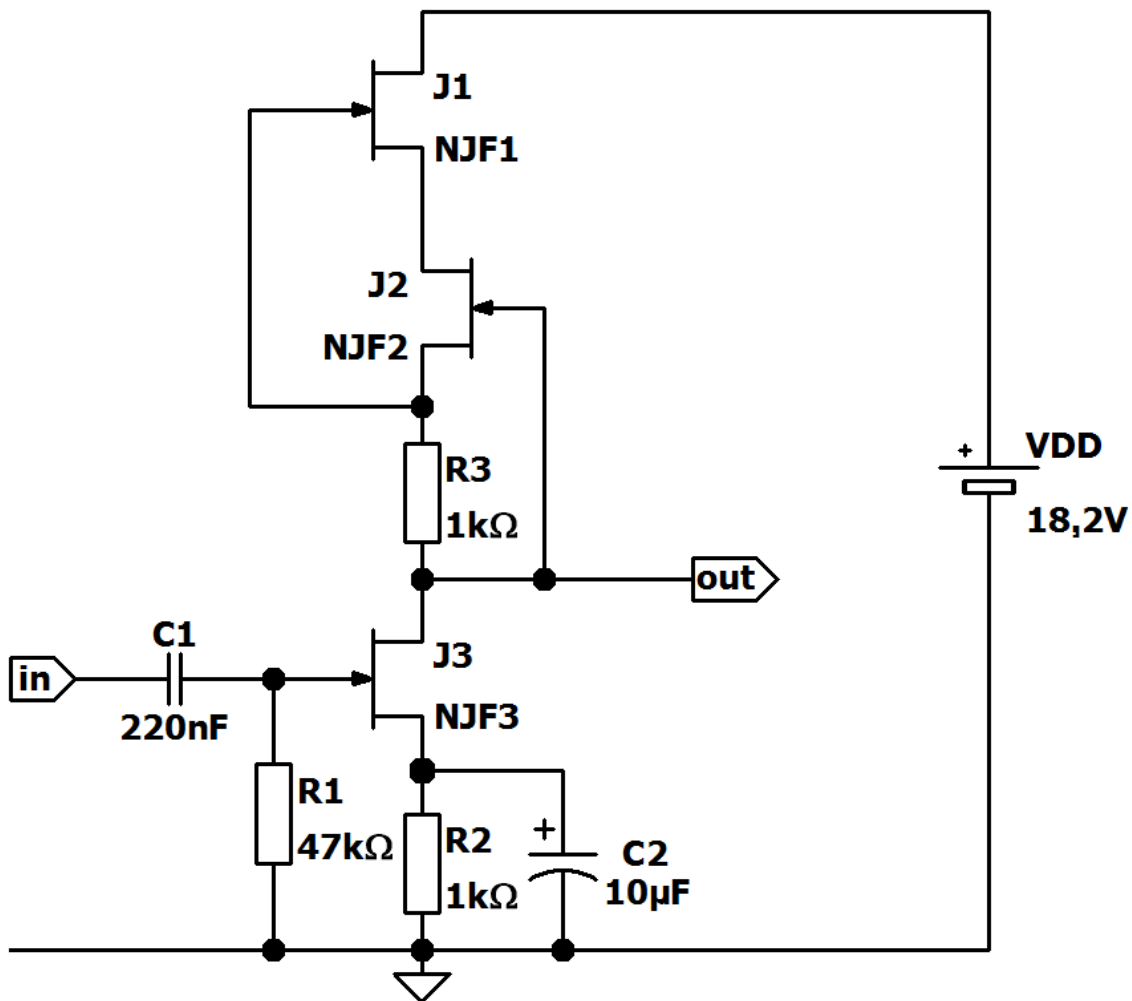 J1
NJF1
J2
NJF2
VDD
18,2V
+
R3
1kΩ
out
C1
in
220nF
J3
NJF3
R1
47kΩ
R2
1kΩ
+
C2
10µF